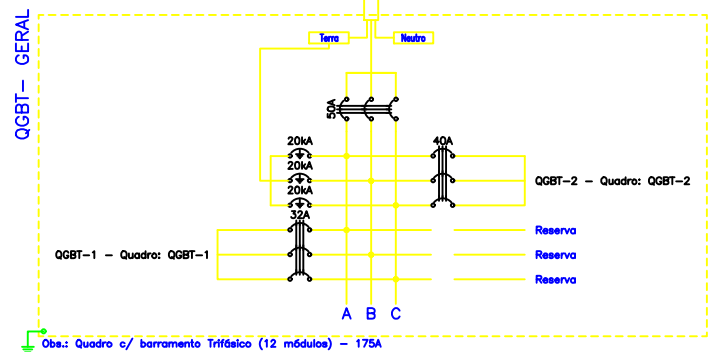 QGBT- GERAL
Terra
Neutro
50A
20kA
40A
20kA
QGBT-2 - Quadro: QGBT-2
20kA
32A
Reserva
QGBT-1 - Quadro: QGBT-1
Reserva
Reserva
A B C
Obs.: Quadro c/ barramento Trifásico (12 módulos) - 175A